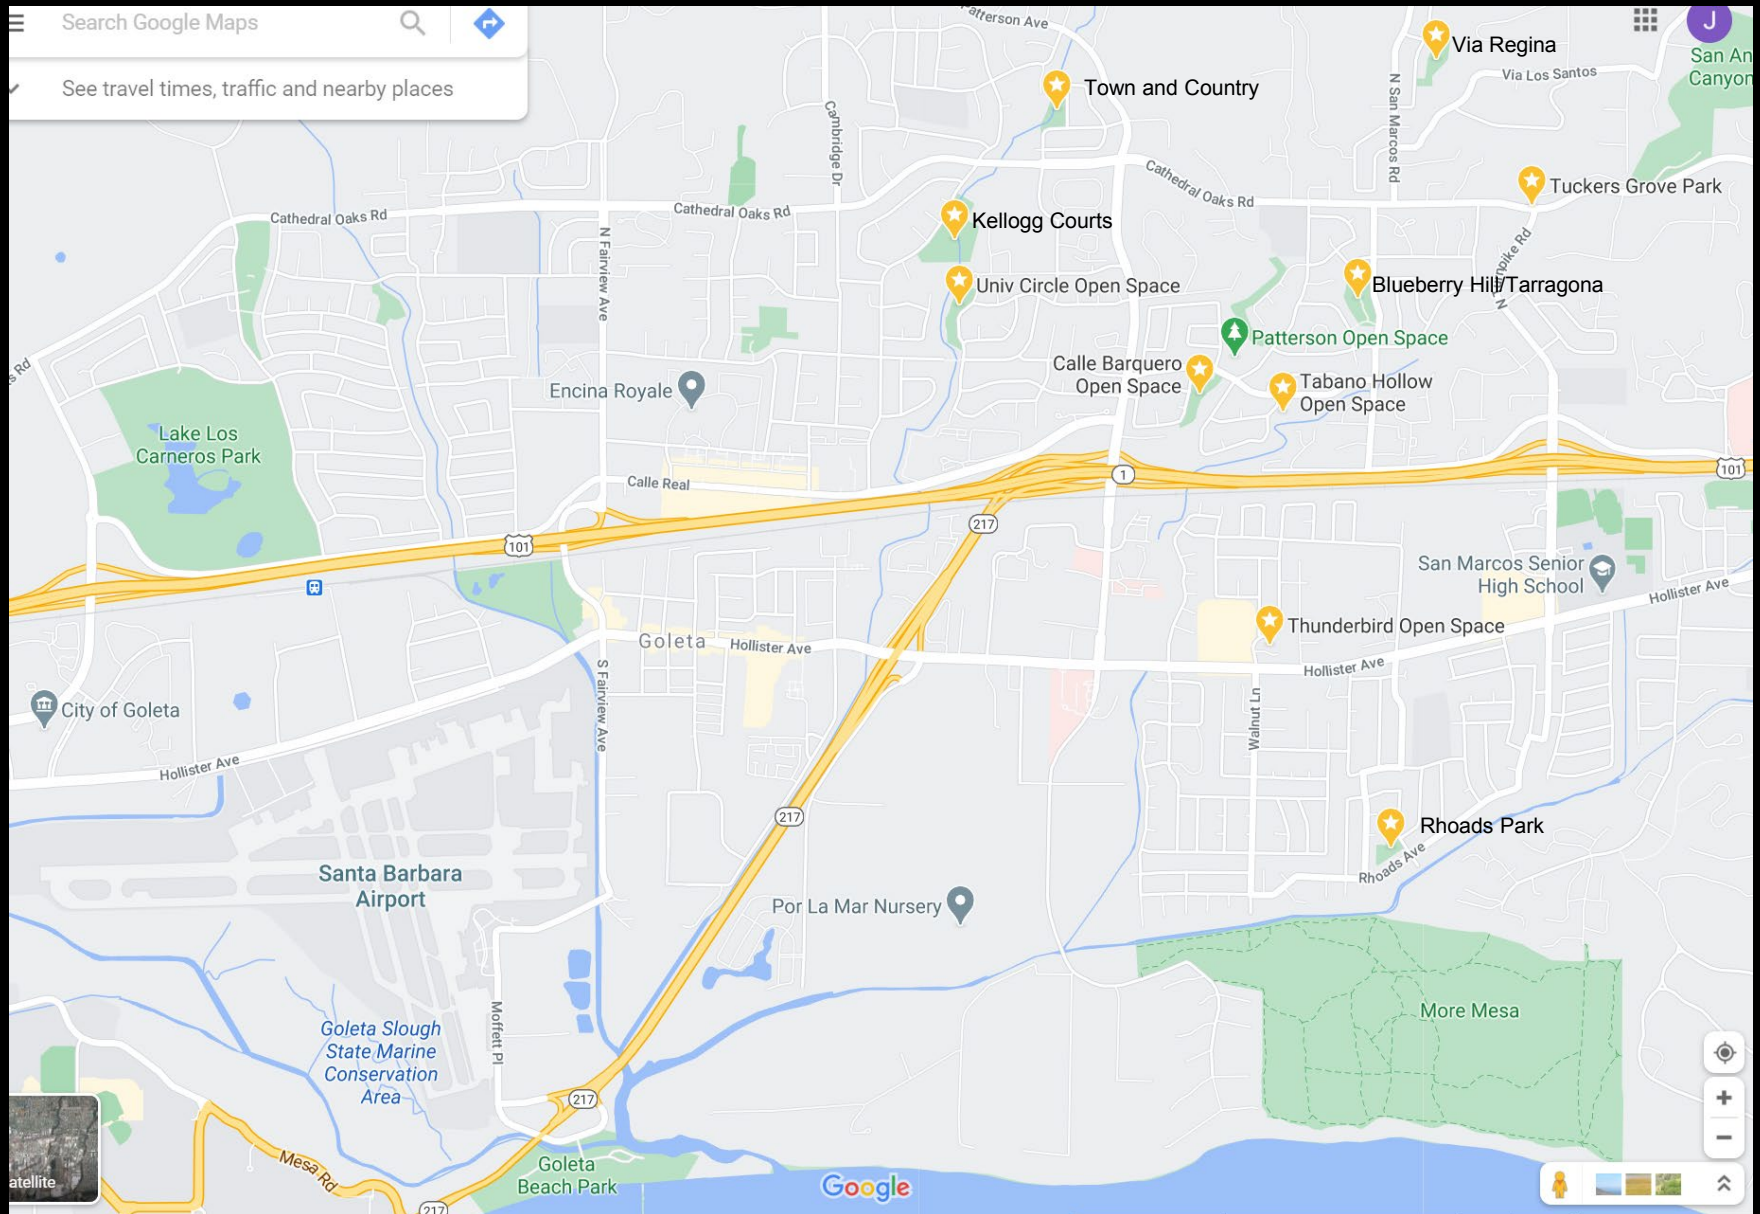 Search Google Maps
See travel times, traffic and nearby places
J
Patterson Ave
Via Regina
San An
Canyon
Via Los Santos
Town and Country
N San Marcos Rd
Cambridge Dr
Cathedral Oaks Rd
Tuckers Grove Park
Cathedral Oaks Rd
Cathedral Oaks Rd
Kellogg Courts
N Fairview Ave
npike Rd
N
Univ Circle Open Space
Blueberry Hill/Tarragona
Patterson Open Space
Calle Barquero
Open Space
Tabano Hollow
Open Space
s Rd
Encina Royale
Lake Los
Carneros Park
Calle Real
1
101
217
101
San Marcos Senior
High School
Hollister Ave
Thunderbird Open Space
Goleta
Hollister Ave
Hollister Ave
S Fairview Ave
Walnut Ln
City of Goleta
Hollister Ave
217
Rhoads Park
Rhoads Ave
Santa Barbara
Airport
Por La Mar Nursery
Moffett Pl
More Mesa
Goleta Slough
State Marine
Conservation
Area
217
Mesa Rd
Goleta
Beach Park
atellite
Google
217